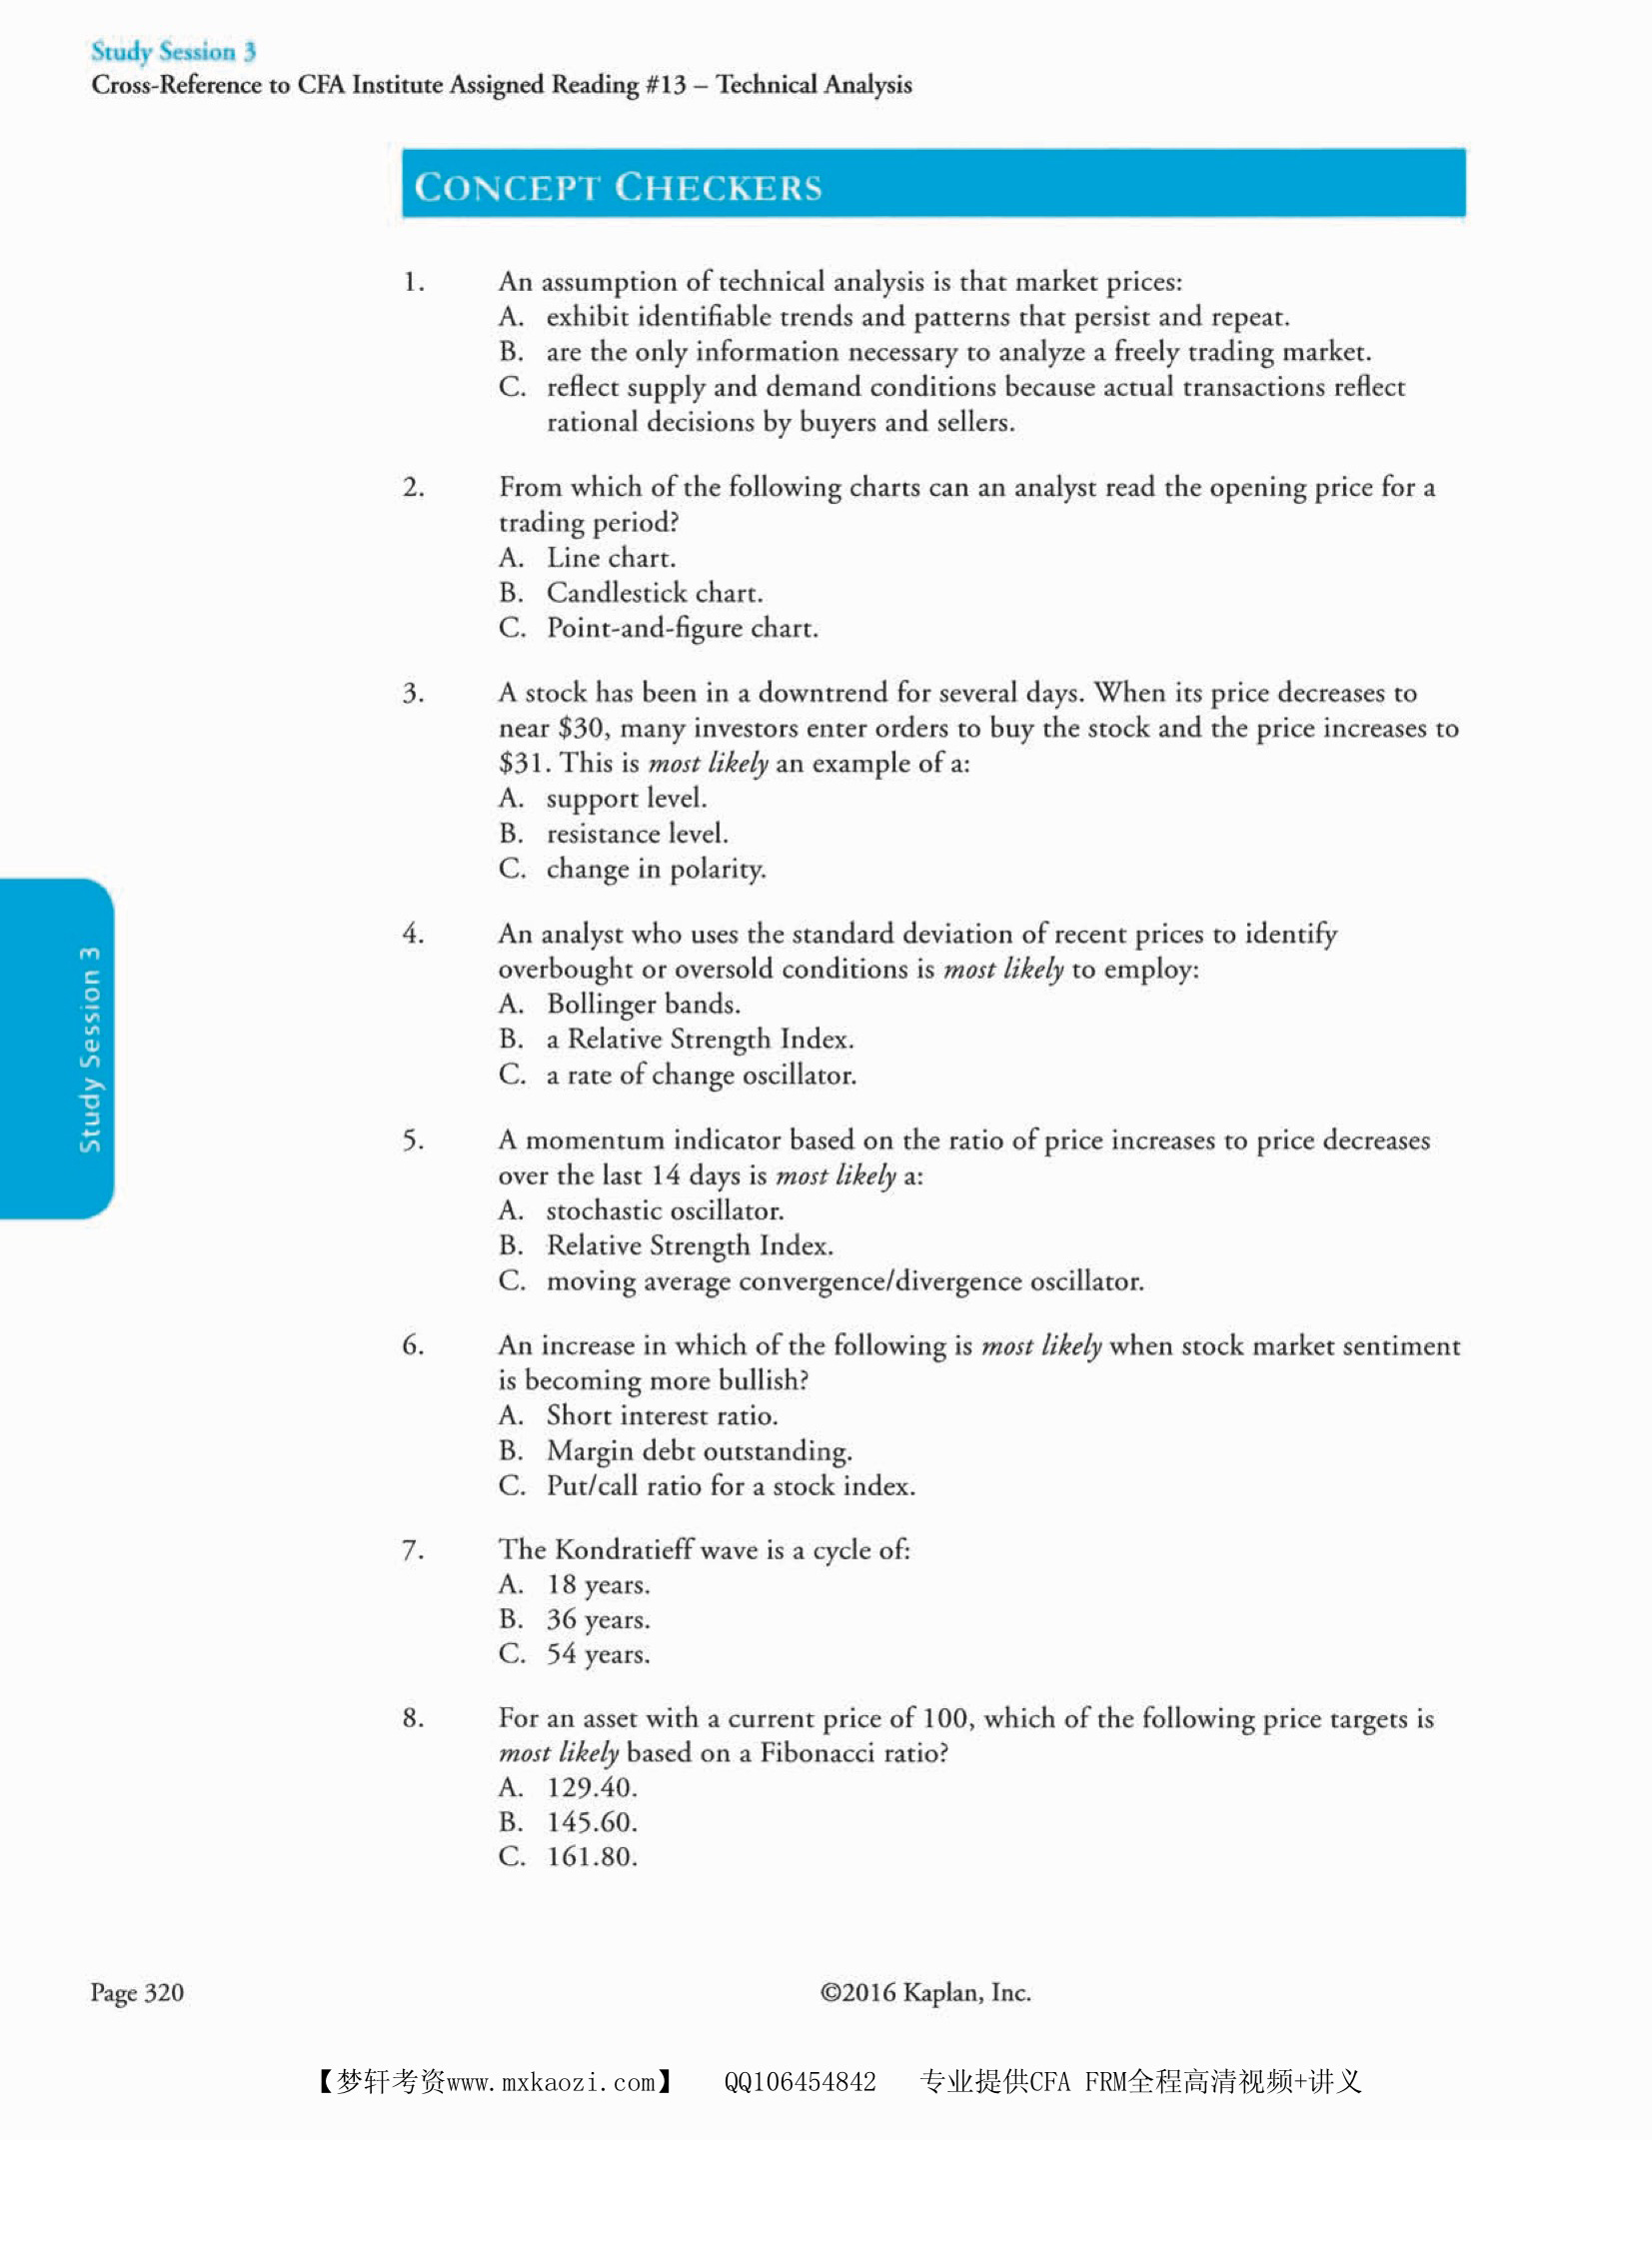 Study Session 3
Cross-Reference to CFA Institute Assigned Reading #13 – Technical Analysis
CONCEPT CHECKERS
1. An assumption of technical analysis is that market prices:
A. exhibit identifiable trends and patterns that persist and repeat.
B. are the only information necessary to analyze a freely trading market.
C. reflect supply and demand conditions because actual transactions reflect
rational decisions by buyers and sellers.
2. From which of the following charts can an analyst read the opening price for a
trading period?
A. Line chart.
B. Candlestick chart.
C. Point-and-figure chart.
3. A stock has been in a downtrend for several days. When its price decreases to
near $30, many investors enter orders to buy the stock and the price increases to
$31. This is most likely an example of a:
A. support level.
B. resistance level.
C. change in polarity.
4. An analyst who uses the standard deviation of recent prices to identify
overbought or oversold conditions is most likely to employ:
A. Bollinger bands.
B. a Relative Strength Index.
C. a rate of change oscillator.
5. A momentum indicator based on the ratio of price increases to price decreases
over the last 14 days is most likely a:
A. stochastic oscillator.
B. Relative Strength Index.
C. moving average convergence/divergence oscillator.
6. An increase in which of the following is most likely when stock market sentiment
is becoming more bullish?
A. Short interest ratio.
B. Margin debt outstanding.
C. Put/call ratio for a stock index.
7. The Kondratieff wave is a cycle of:
A. 18 years.
B. 36 years.
C. 54 years.
8. For an asset with a current price of 100, which of the following price targets is
most likely based on a Fibonacci ratio?
A. 129.40.
B. 145.60.
C. 161.80.
Study Session 3
Page 320 ©2016 Kaplan, Inc.
【梦轩考资www.mxkaozi.com】 QQ106454842 专业提供CFA FRM全程高清视频+讲义